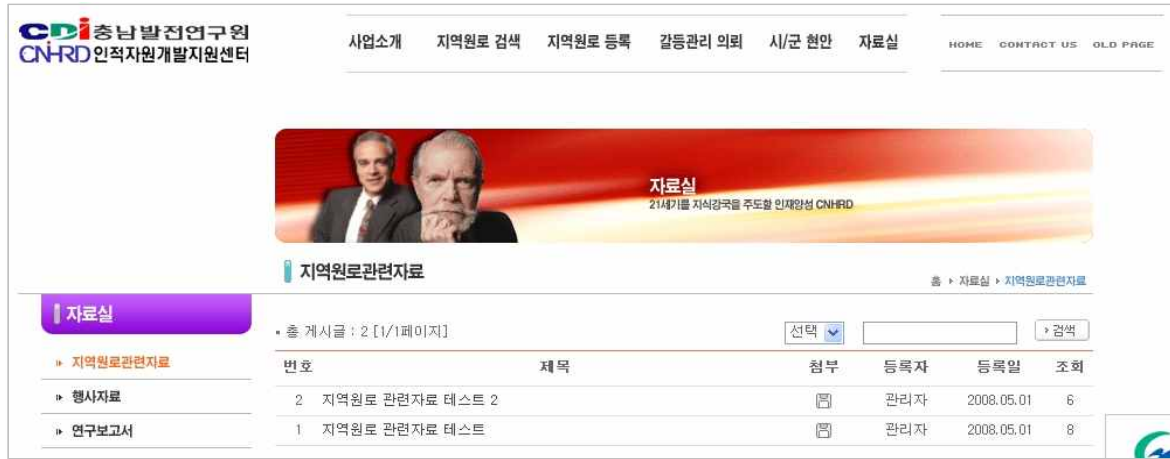 CDI 충남발전연구원
CNHRD 인적자원개발지원센터
사업소개 지역원로 검색 지역원로 등록 갈등관리 의뢰 시/군 현안 자료실
HOME CONTACT US OLD PAGE
자료실
21세기를 지식강국을 주도할 인재양성 CNHRD
지역원로관련자료
홈 ▸ 자료실 ▸ 지역원로관련자료
자료실
지역원로관련자료
행사자료
연구보고서
총 게시글 : 2 [1/1페이지]
선택 검색
번호 제목 첨부 등록자 등록일 조회
2 지역원로 관련자료 테스트 2 관리자 2008.05.01 6
1 지역원로 관련자료 테스트 관리자 2008.05.01 8